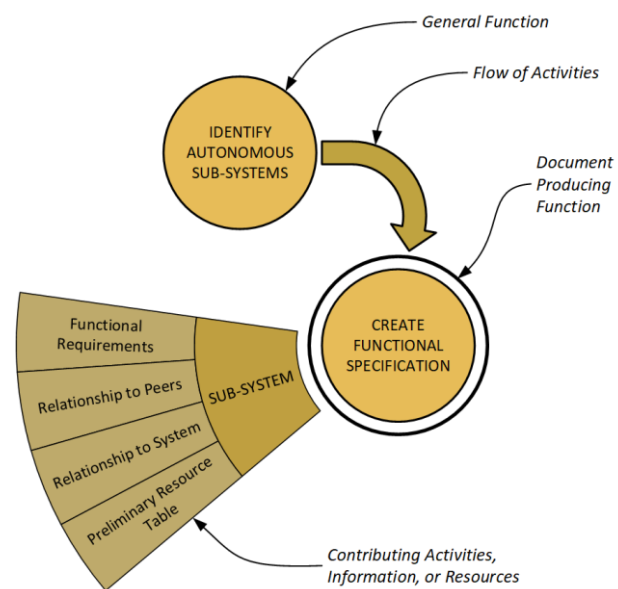 General Function
Flow of Activities
IDENTIFY
AUTONOMOUS
SUB-SYSTEMS
Document
Producing
Function
CREATE
FUNCTIONAL
SPECIFICATION
Functional
Requirements
Relationship to Peers
Relationship to System
Preliminary Resource
Table
SUB-SYSTEM
Contributing Activities,
Information, or Resources